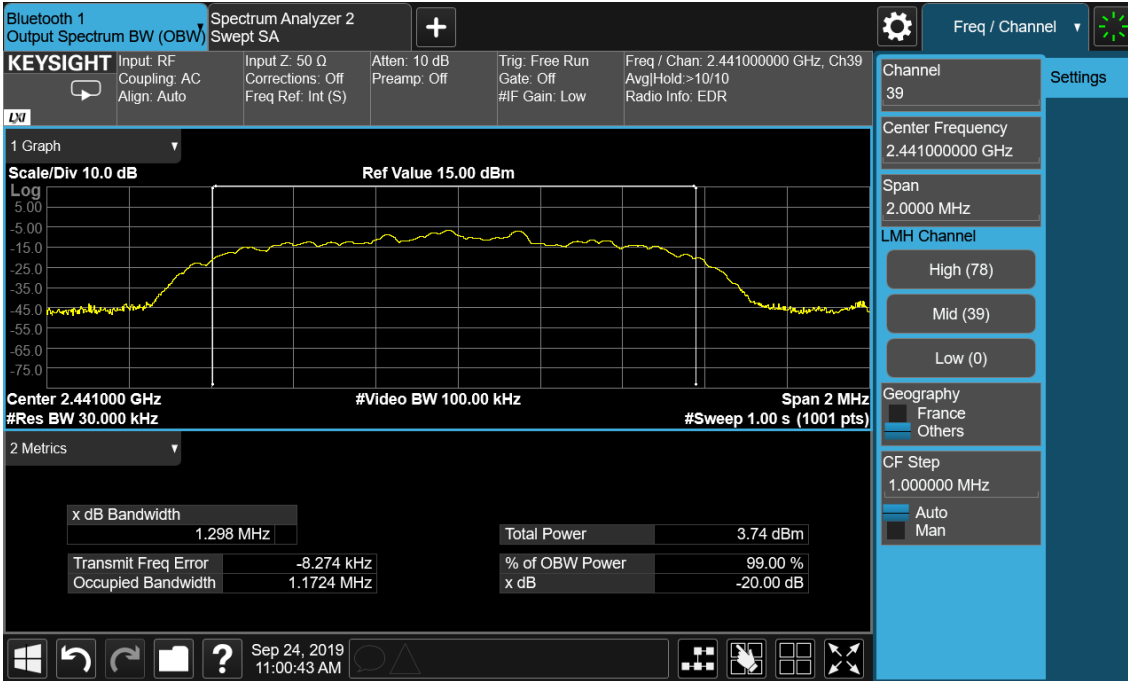 Bluetooth 1
Output Spectrum BW (OBW)
Spectrum Analyzer 2
Swept SA
Freq / Channel
KEYSIGHT
LXI
Input: RF
Coupling: AC
Align: Auto
Input Z: 50 Ω
Corrections: Off
Freq Ref: Int (S)
Atten: 10 dB
Preamp: Off
Trig: Free Run
Gate: Off
#IF Gain: Low
Freq / Chan: 2.441000000 GHz, Ch39
Avg|Hold:>10/10
Radio Info: EDR
1 Graph
Scale/Div 10.0 dB
Ref Value 15.00 dBm
Log
5.00
-5.00
-15.0
-25.0
-35.0
-45.0
-55.0
-65.0
-75.0
Center 2.441000 GHz
#Video BW 100.00 kHz
Span 2 MHz
#Res BW 30.000 kHz
#Sweep 1.00 s (1001 pts)
2 Metrics
x dB Bandwidth
1.298 MHz
Transmit Freq Error -8.274 kHz
Occupied Bandwidth 1.1724 MHz
Total Power 3.74 dBm
% of OBW Power 99.00 %
x dB -20.00 dB
?
Sep 24, 2019
11:00:43 AM
Channel
39
Center Frequency
2.441000000 GHz
Span
2.0000 MHz
LMH Channel
High (78)
Mid (39)
Low (0)
Geography
France
Others
CF Step
1.000000 MHz
Auto
Man
Settings